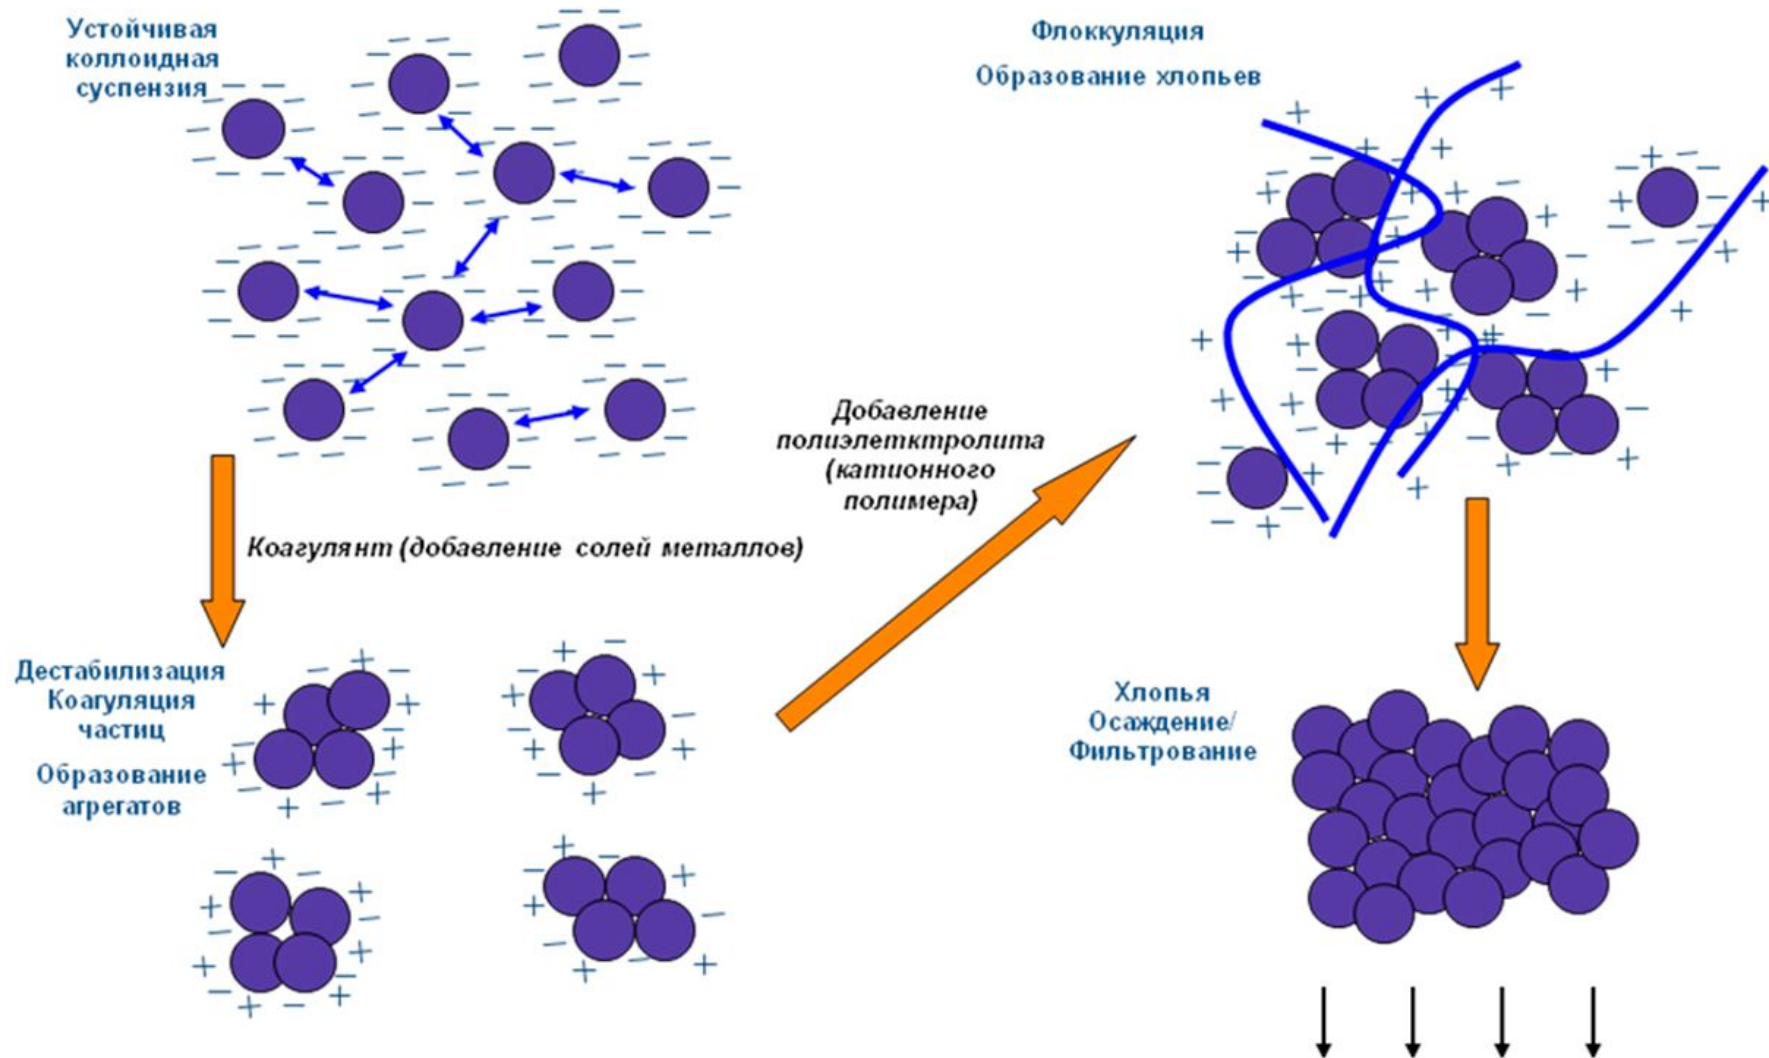 Устойчивая
коллоидная
суспензия
Коагулянт (добавление солей металлов)
Дестабилизация
Коагуляция
частиц
Образование
агрегатов
Добавление
полиэлетктролита
(катионного
полимера)
Флоккуляция
Образование хлопьев
Хлопья
Осаждение/
Фильтрование